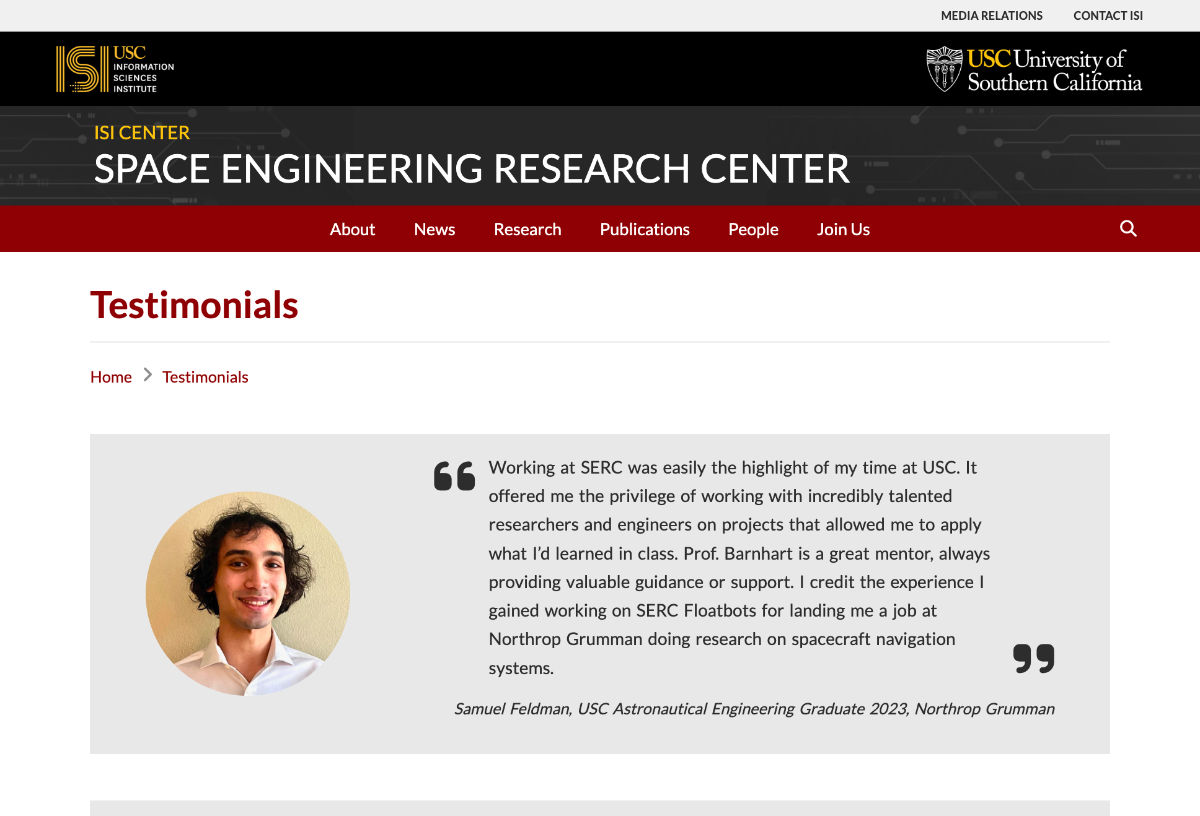 MEDIA RELATIONS CONTACT ISI
ISI USC
INFORMATION
SCIENCES
INSTITUTE
USC University of
Southern California
ISI CENTER
SPACE ENGINEERING RESEARCH CENTER
About News Research Publications People Join Us
Testimonials
Home Testimonials
“ Working at SERC was easily the highlight of my time at USC. It
offered me the privilege of working with incredibly talented
researchers and engineers on projects that allowed me to apply
what I’d learned in class. Prof. Barnhart is a great mentor, always
providing valuable guidance or support. I credit the experience I
gained working on SERC Floatbots for landing me a job at
Northrop Grumman doing research on spacecraft navigation
systems. ”
Samuel Feldman, USC Astronautical Engineering Graduate 2023, Northrop Grumman